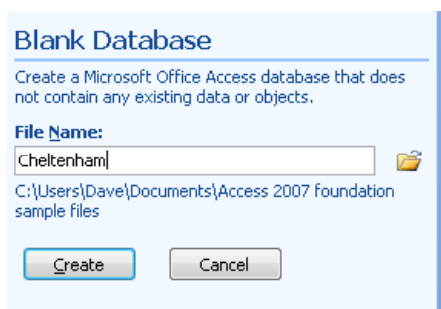 Blank Database
Create a Microsoft Office Access database that does
not contain any existing data or objects.
File Name:
Cheltenham
C:\Users\Dave\Documents\Access 2007 foundation
sample files
Create Cancel